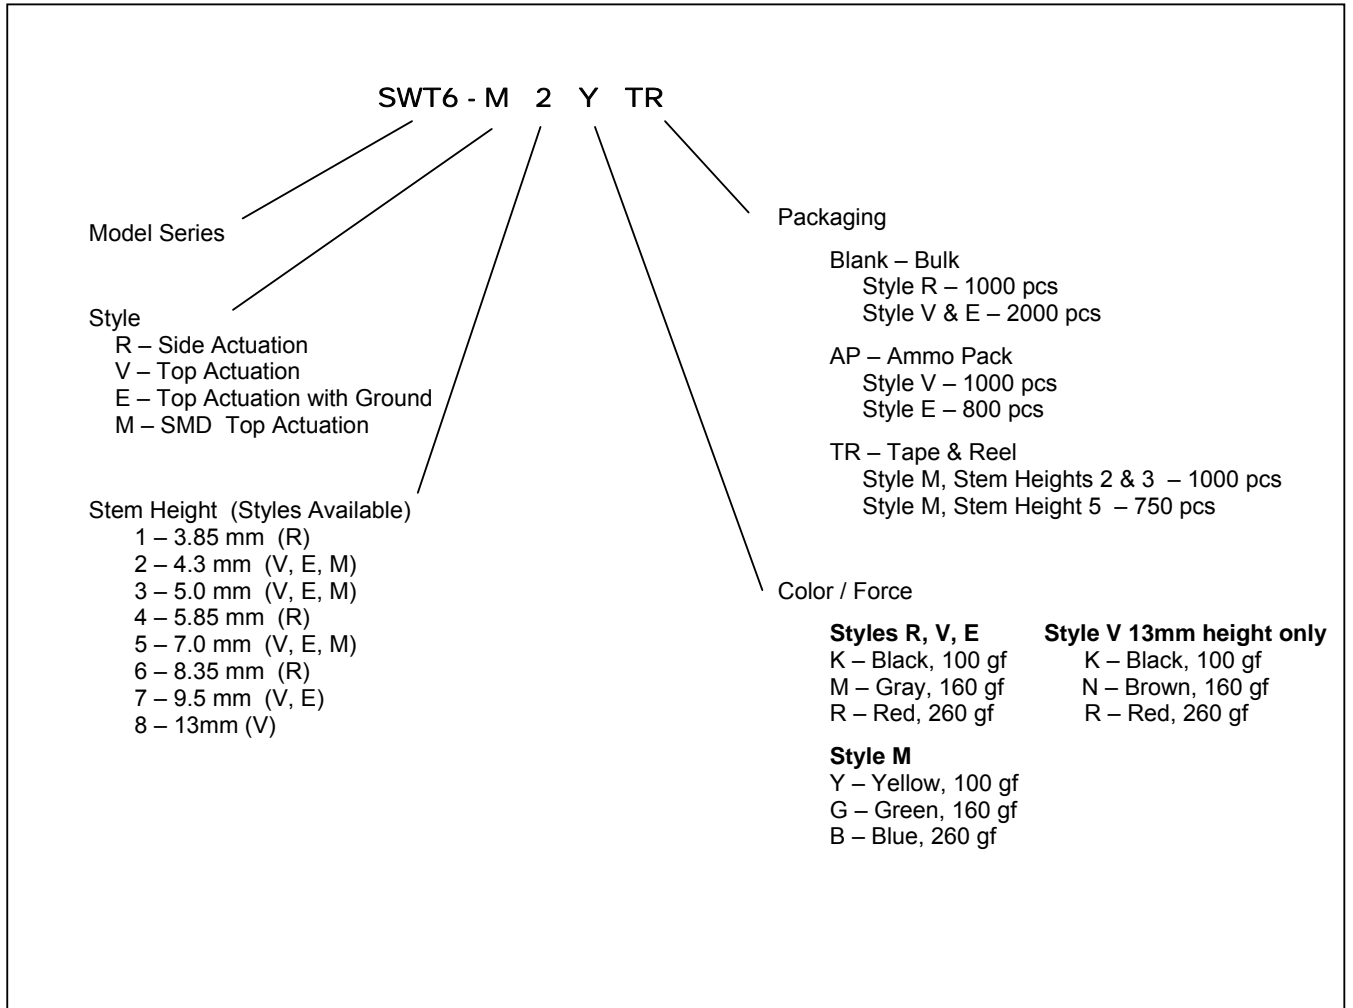 SWT6 - M 2 Y TR
Model Series
Style
R – Side Actuation
V – Top Actuation
E – Top Actuation with Ground
M – SMD Top Actuation
Stem Height (Styles Available)
1 – 3.85 mm (R)
2 – 4.3 mm (V, E, M)
3 – 5.0 mm (V, E, M)
4 – 5.85 mm (R)
5 – 7.0 mm (V, E, M)
6 – 8.35 mm (R)
7 – 9.5 mm (V, E)
8 – 13mm (V)
Packaging
Blank – Bulk
Style R – 1000 pcs
Style V & E – 2000 pcs
AP – Ammo Pack
Style V – 1000 pcs
Style E – 800 pcs
TR – Tape & Reel
Style M, Stem Heights 2 & 3 – 1000 pcs
Style M, Stem Height 5 – 750 pcs
Color / Force
Styles R, V, E
K – Black, 100 gf
M – Gray, 160 gf
R – Red, 260 gf
Style V 13mm height only
K – Black, 100 gf
N – Brown, 160 gf
R – Red, 260 gf
Style M
Y – Yellow, 100 gf
G – Green, 160 gf
B – Blue, 260 gf